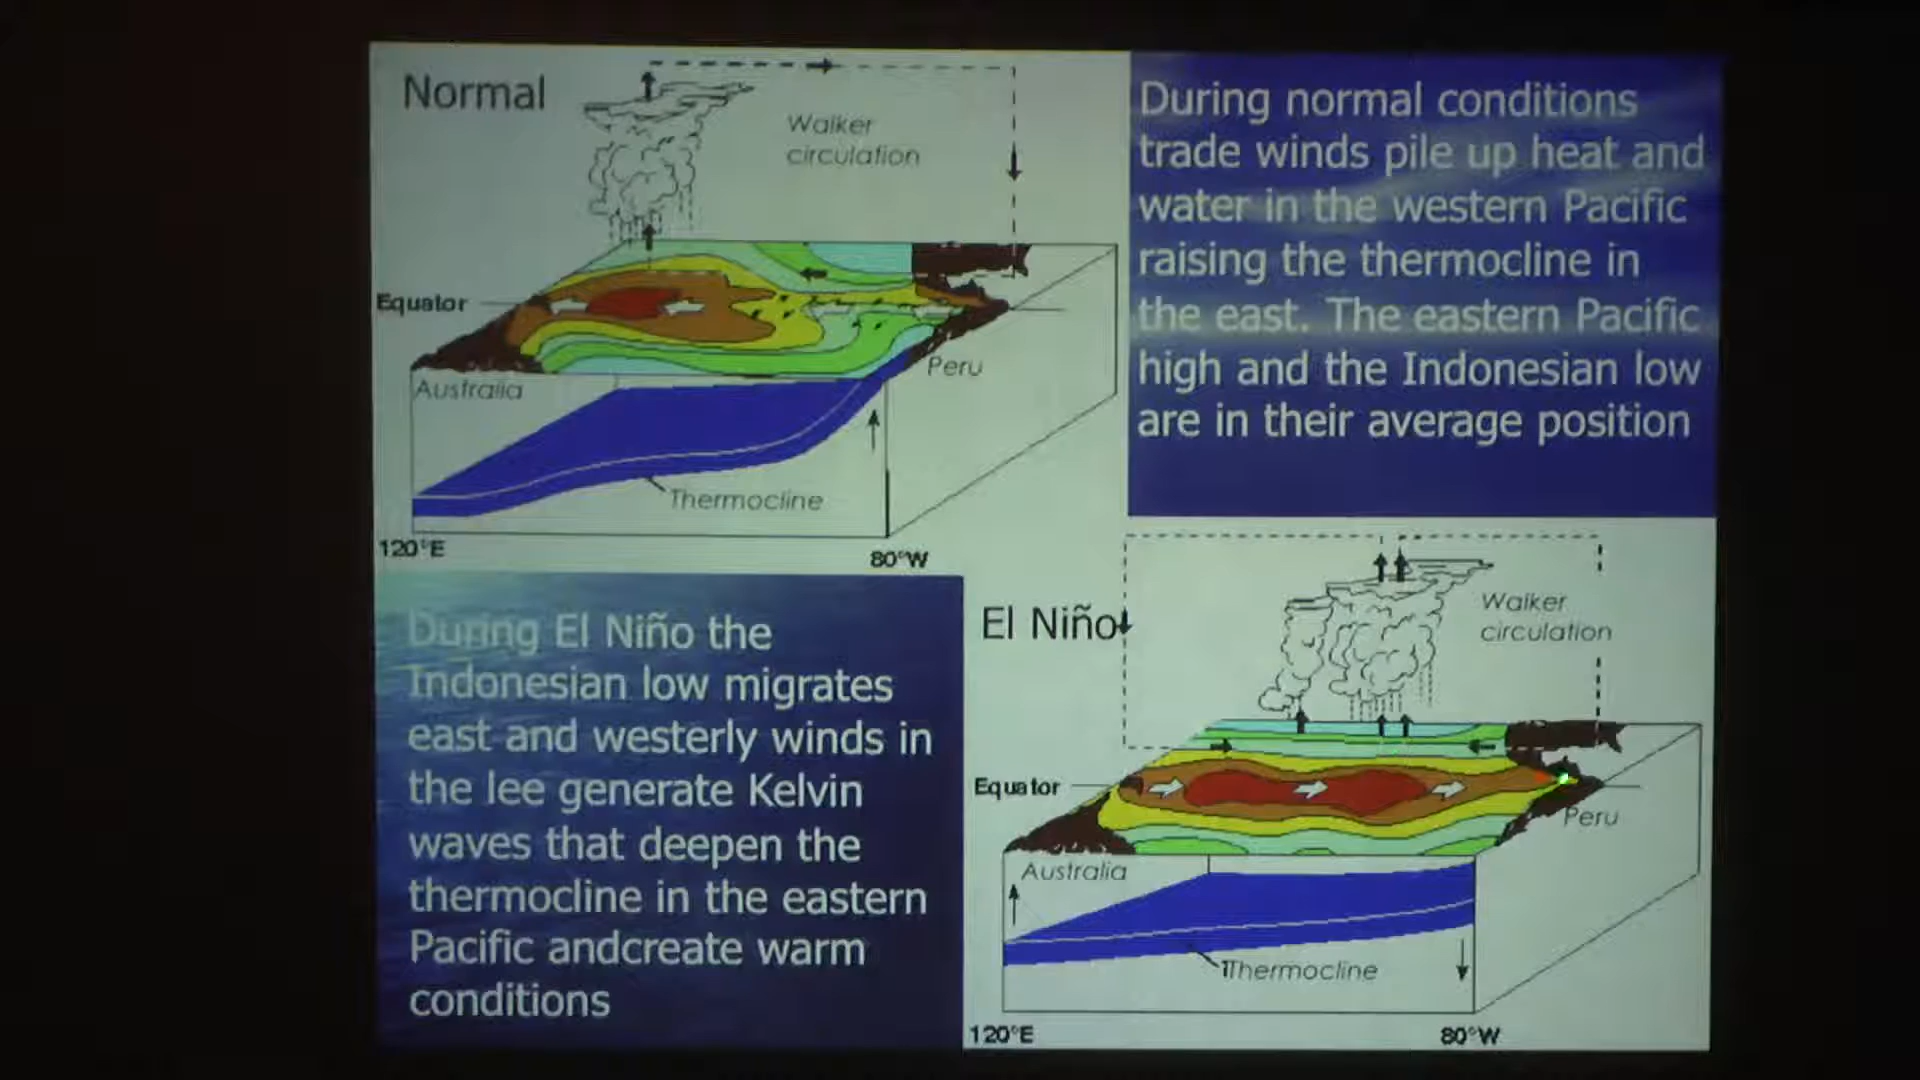 Normal
Walker
circulation
Equator
Australia
Peru
Thermocline
120°E
80°W
During normal conditions
trade winds pile up heat and
water in the western Pacific
raising the thermocline in
the east. The eastern Pacific
high and the Indonesian low
are in their average position
During El Niño the
Indonesian low migrates
east and westerly winds in
the lee generate Kelvin
waves that deepen the
thermocline in the eastern
Pacific andcreate warm
conditions
El Niño
Walker
circulation
Equator
Peru
Australia
Thermocline
120°E
80°W